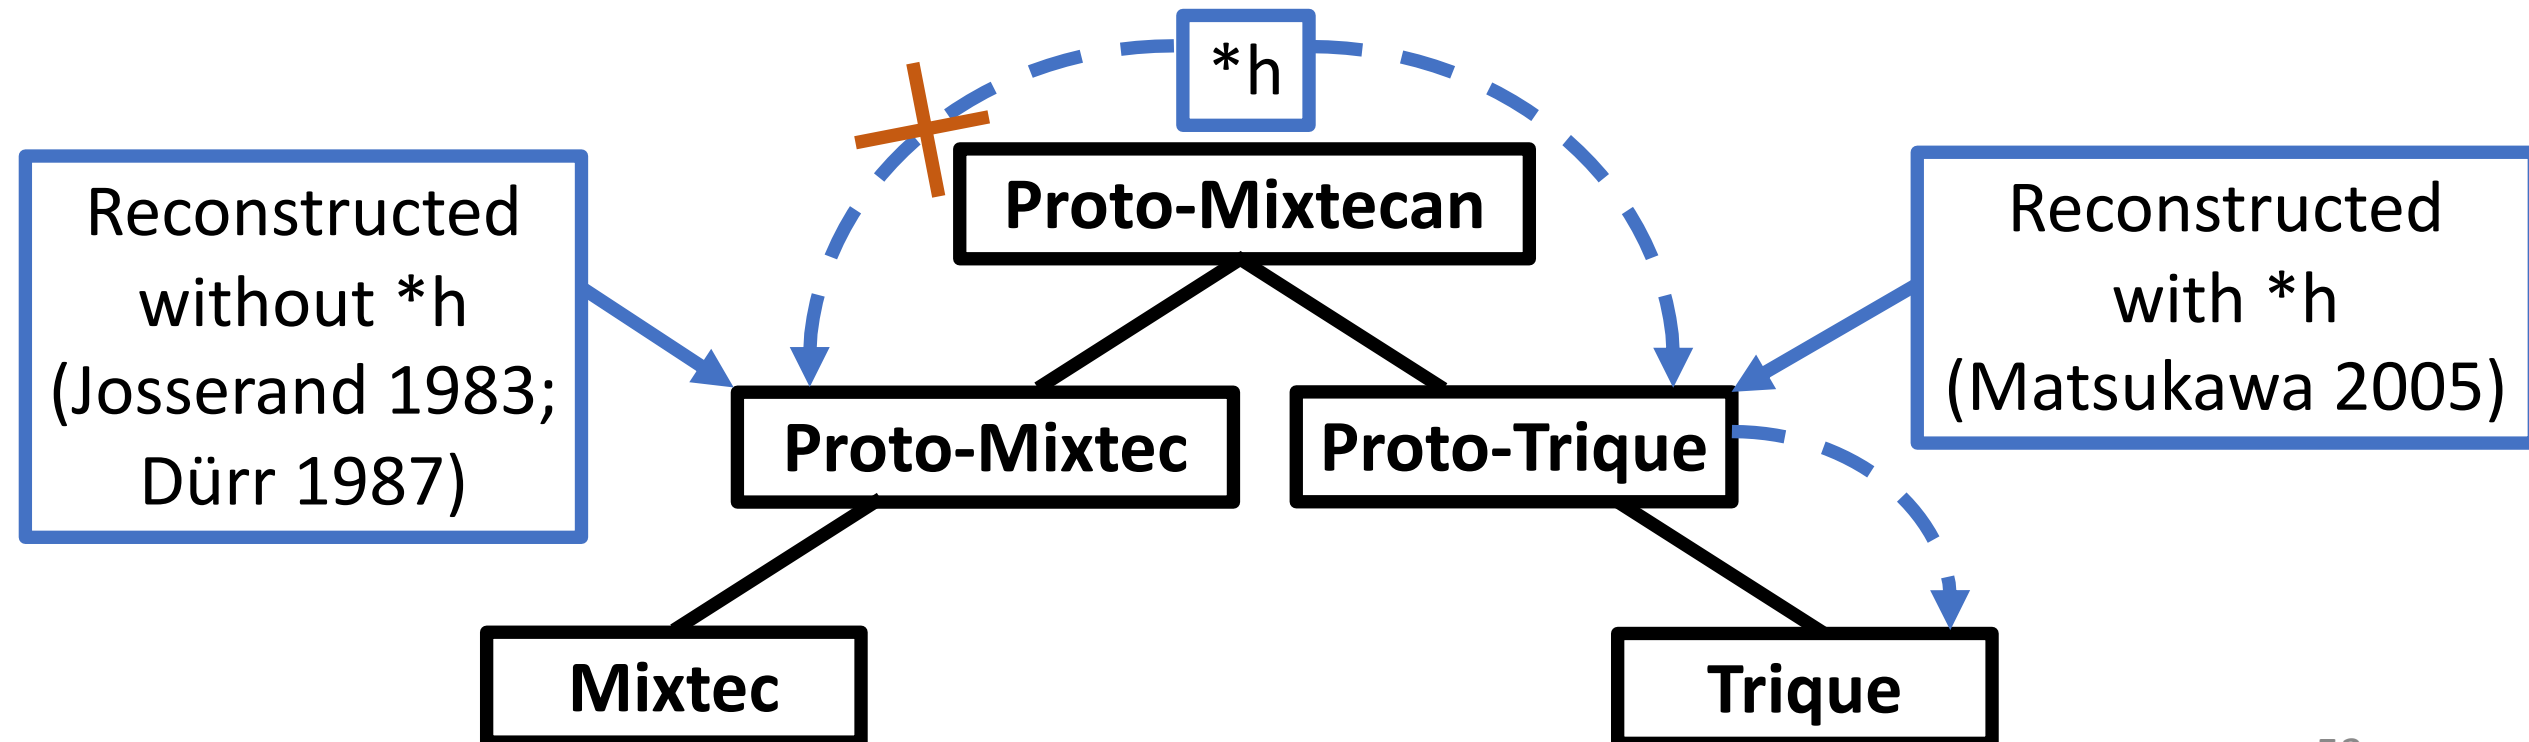 *h
Proto-Mixtecan
Reconstructed
without *h
(Josserand 1983;
Dürr 1987)
Reconstructed
with *h
(Matsukawa 2005)
Proto-Mixtec
Proto-Trique
Mixtec
Trique